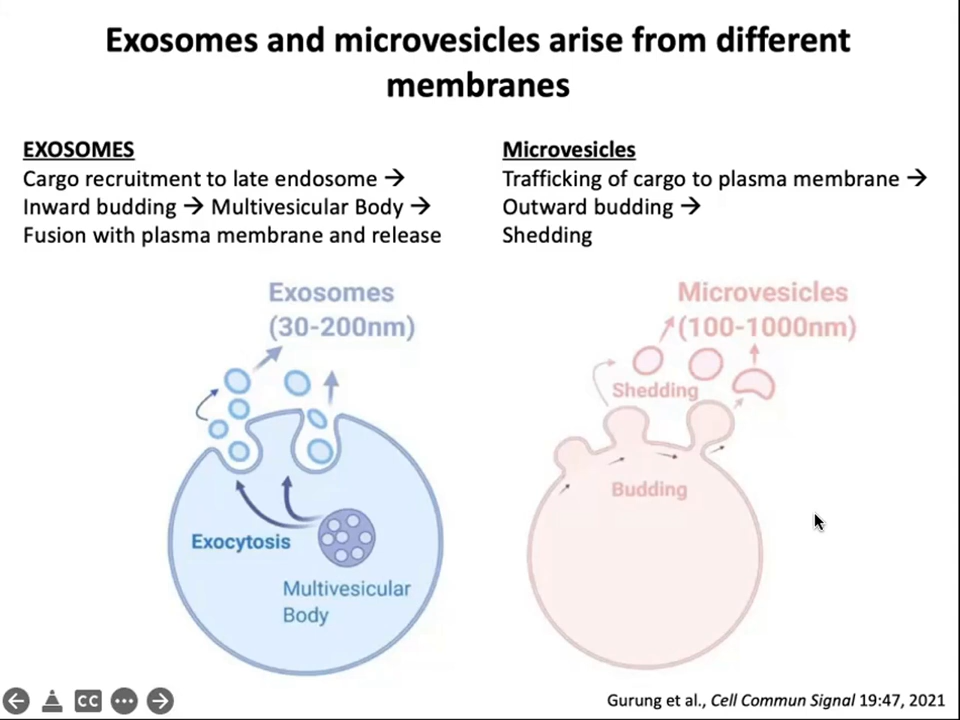 Exosomes and microvesicles arise from different
membranes
EXOSOMES
Cargo recruitment to late endosome →
Inward budding → Multivesicular Body →
Fusion with plasma membrane and release
Microvesicles
Trafficking of cargo to plasma membrane →
Outward budding →
Shedding
Exosomes
(30-200nm)
Exocytosis
Multivesicular
Body
Microvesicles
(100-1000nm)
Shedding
Budding
CC
Gurung et al., Cell Commun Signal 19:47, 2021